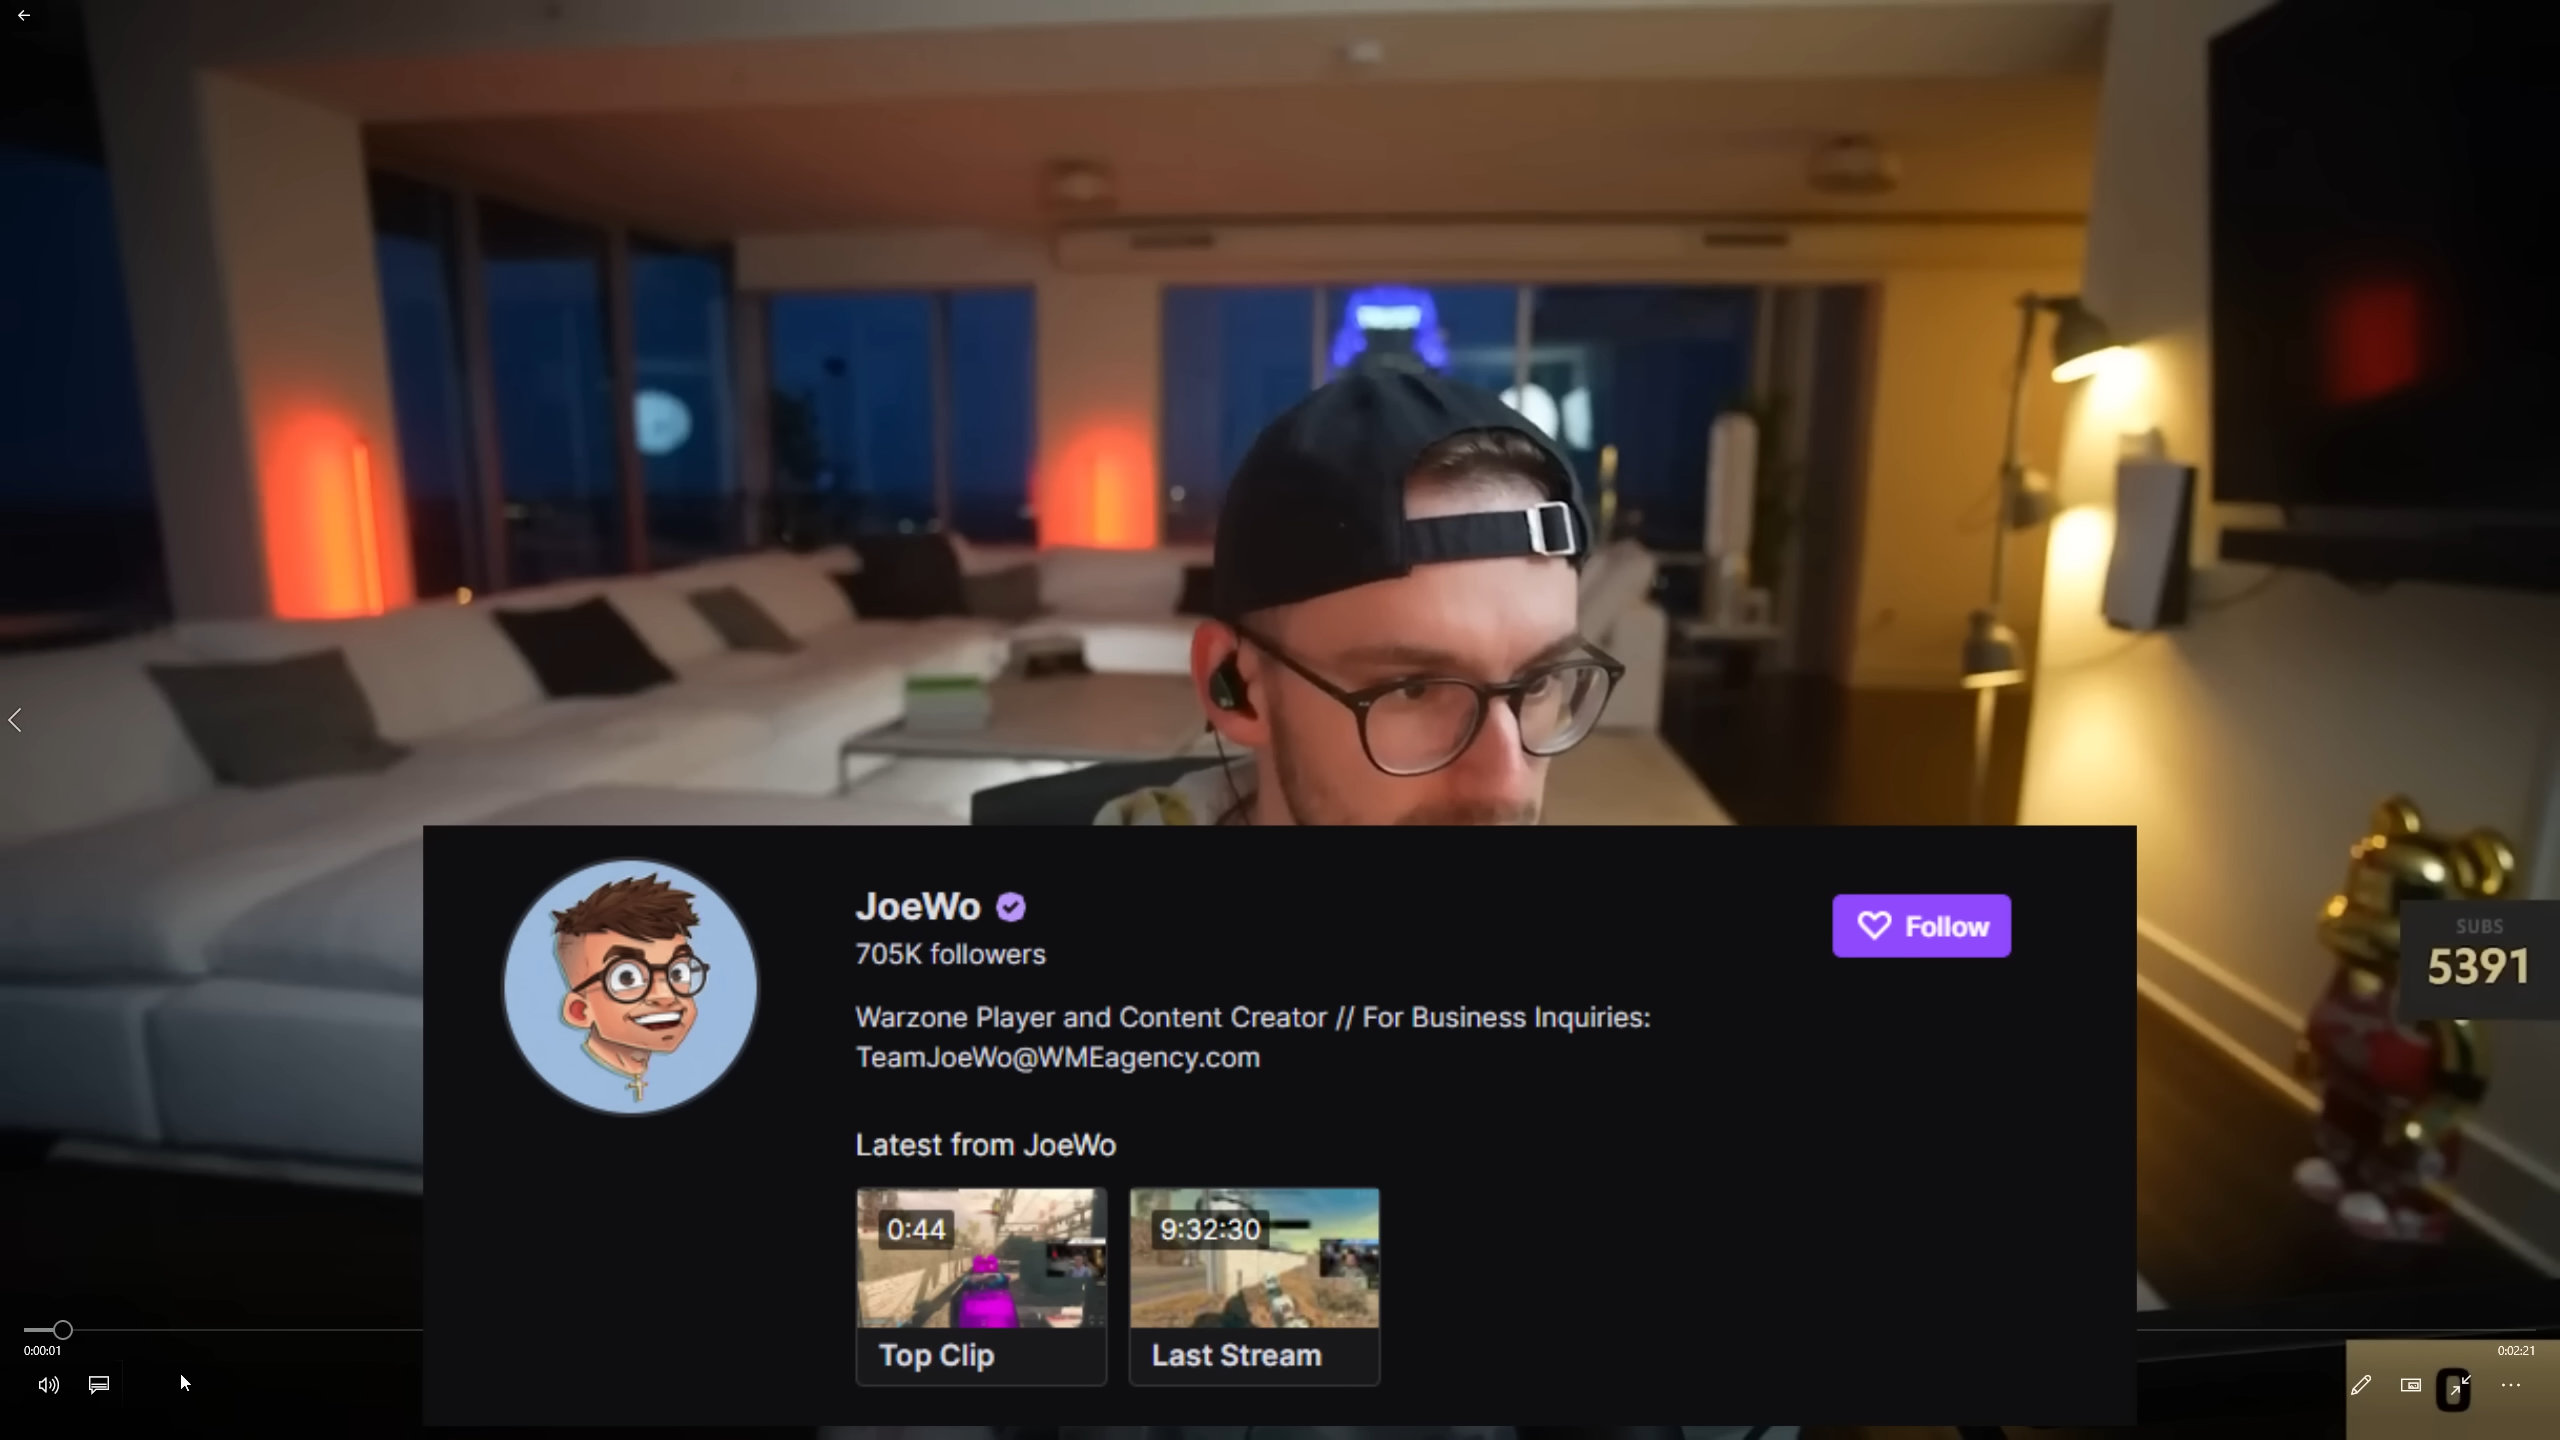 JoeWo
705K followers
Follow
Warzone Player and Content Creator // For Business Inquiries:
TeamJoeWo@WMEagency.com
SUBS
5391
Latest from JoeWo
0:44
9:32:30
Top Clip
Last Stream
0:00:01
0:02:21
0